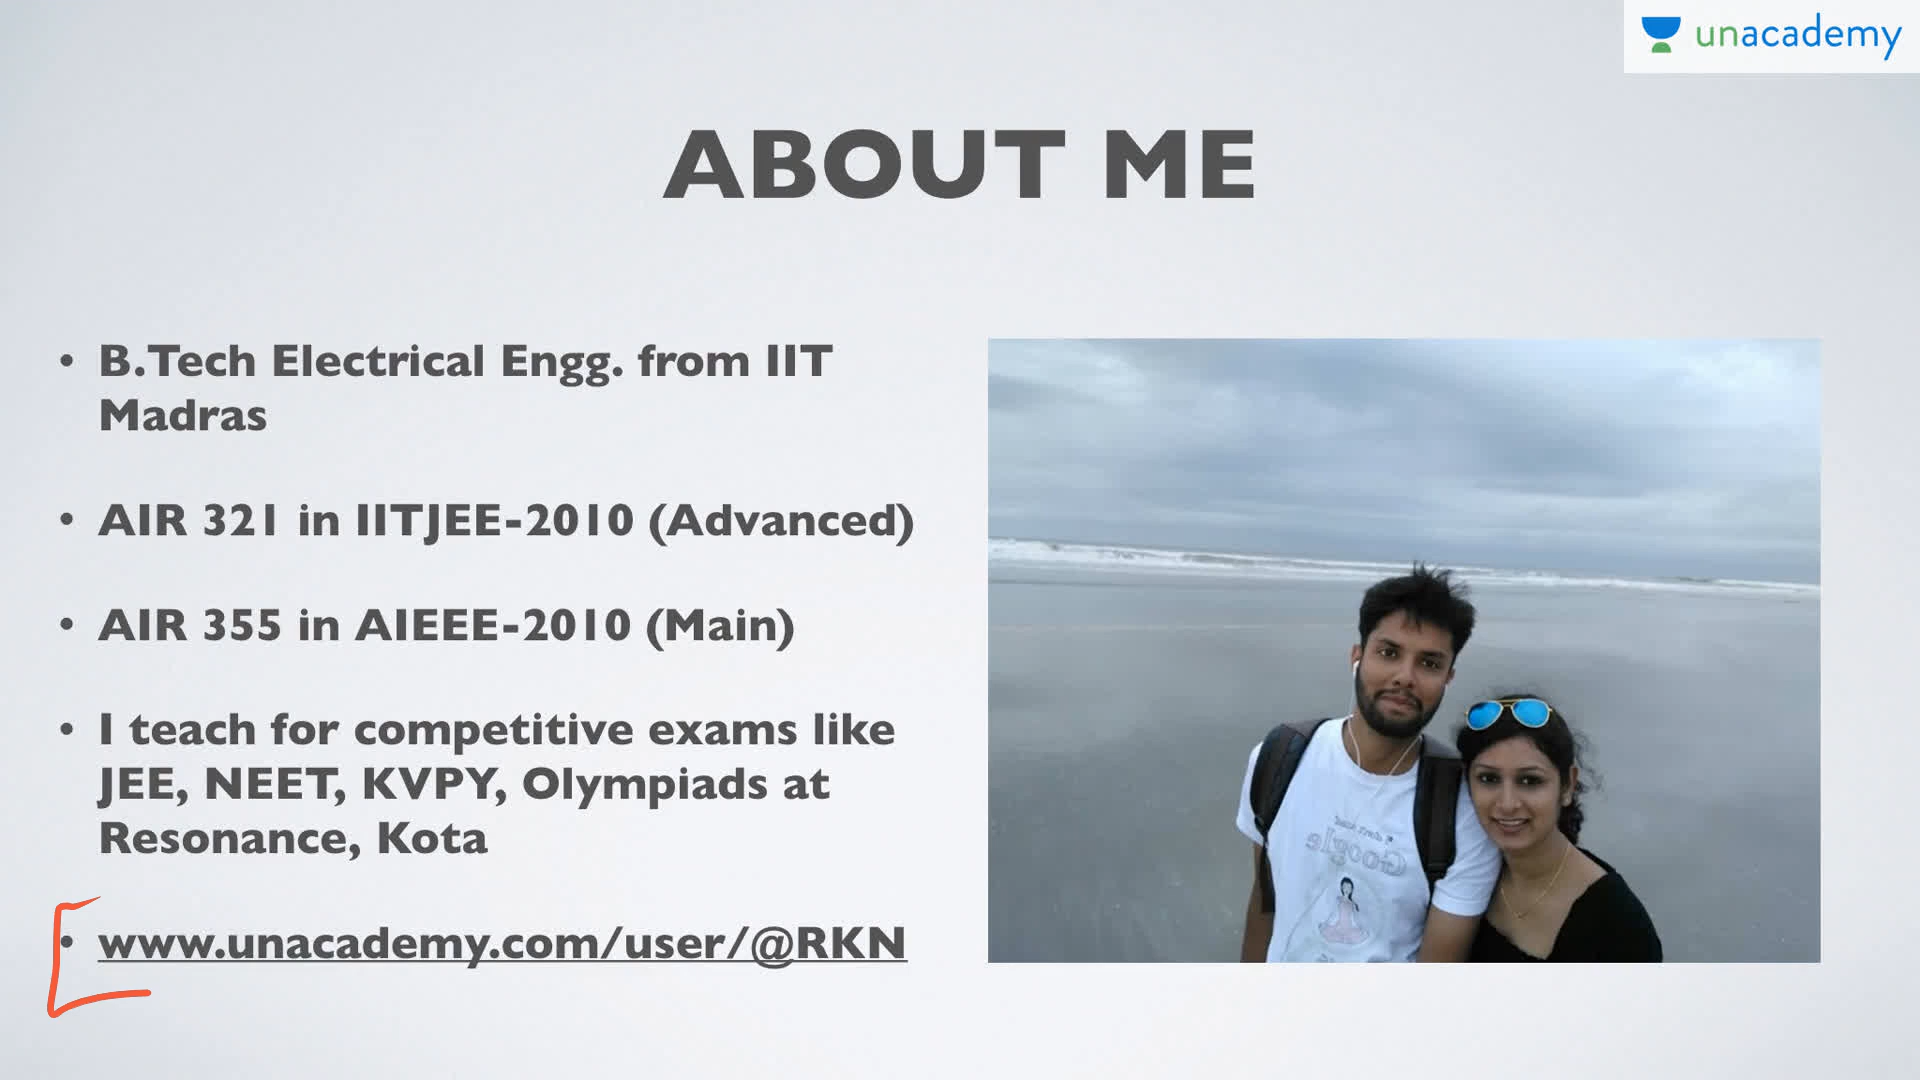 unacademy
ABOUT ME
• B.Tech Electrical Engg. from IIT
Madras
• AIR 321 in IITJEE-2010 (Advanced)
• AIR 355 in AIEEE-2010 (Main)
• I teach for competitive exams like
JEE, NEET, KVPY, Olympiads at
Resonance, Kota
• www.unacademy.com/user/@RKN
Google